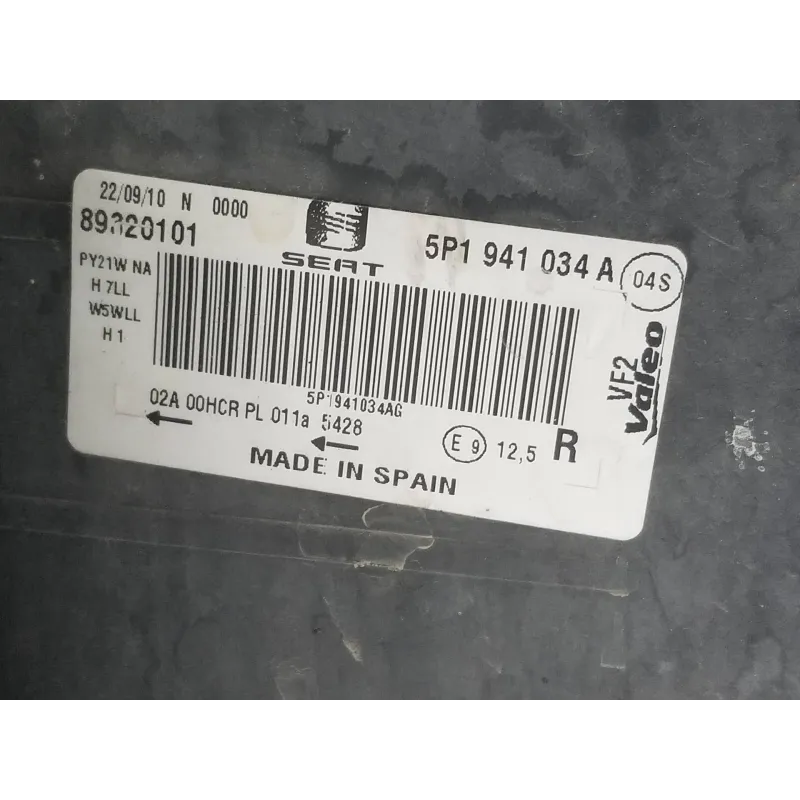 22/09/10 N 0000
89320101
SEAT
5P1 941 034 A
04S
PY21W NA
H 7LL
W5WLL
H 1
5P1941034AG
VF2
Valeo
02A 00HCR PL 011a 5428
E 9 12,5 R
MADE IN SPAIN